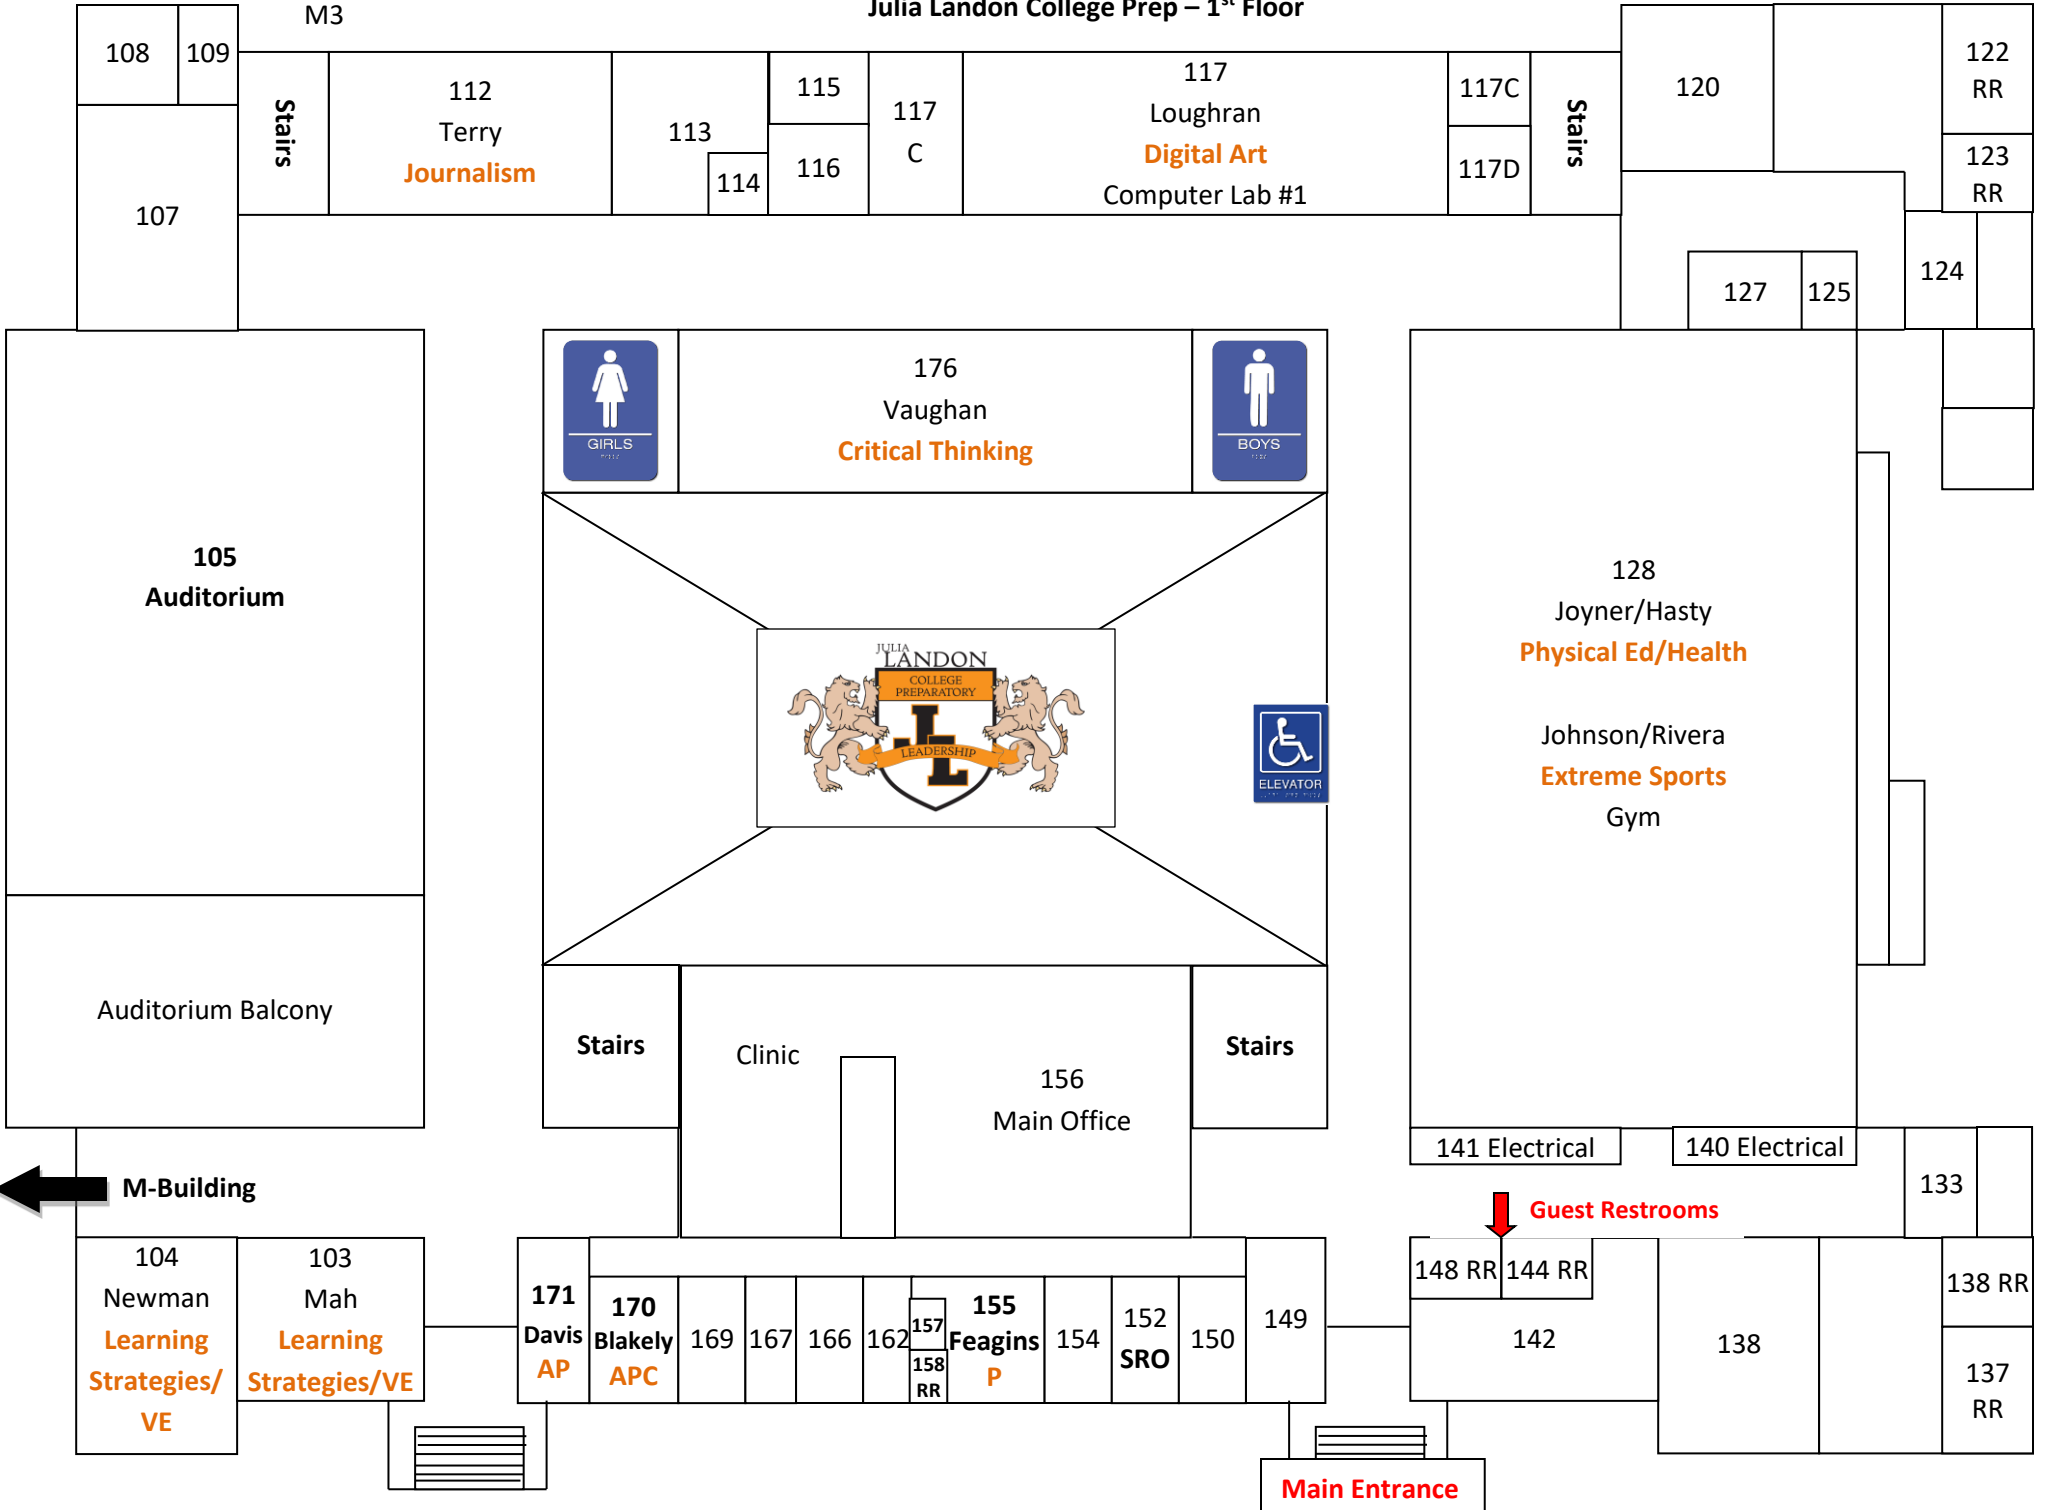 Julia Landon College Prep – 1st Floor
M3
108
109
107
Stairs
112
Terry
Journalism
113
114
115
116
117
C
117
Loughran
Digital Art
Computer Lab #1
117C
117D
Stairs
120
122
RR
123
RR
124
127
125
105
Auditorium
Auditorium Balcony
GIRLS
176
Vaughan
Critical Thinking
BOYS
JULIA
LANDON
COLLEGE
PREPARATORY
JL
LEADERSHIP
ELEVATOR
128
Joyner/Hasty
Physical Ed/Health
Johnson/Rivera
Extreme Sports
Gym
Stairs
Clinic
156
Main Office
Stairs
141 Electrical
140 Electrical
133
M-Building
Guest Restrooms
104
Newman
Learning
Strategies/
VE
103
Mah
Learning
Strategies/VE
171
Davis
AP
170
Blakely
APC
169
167
166
162
157
158
RR
155
Feagins
P
154
152
SRO
150
149
148 RR
144 RR
142
138
138 RR
137
RR
Main Entrance